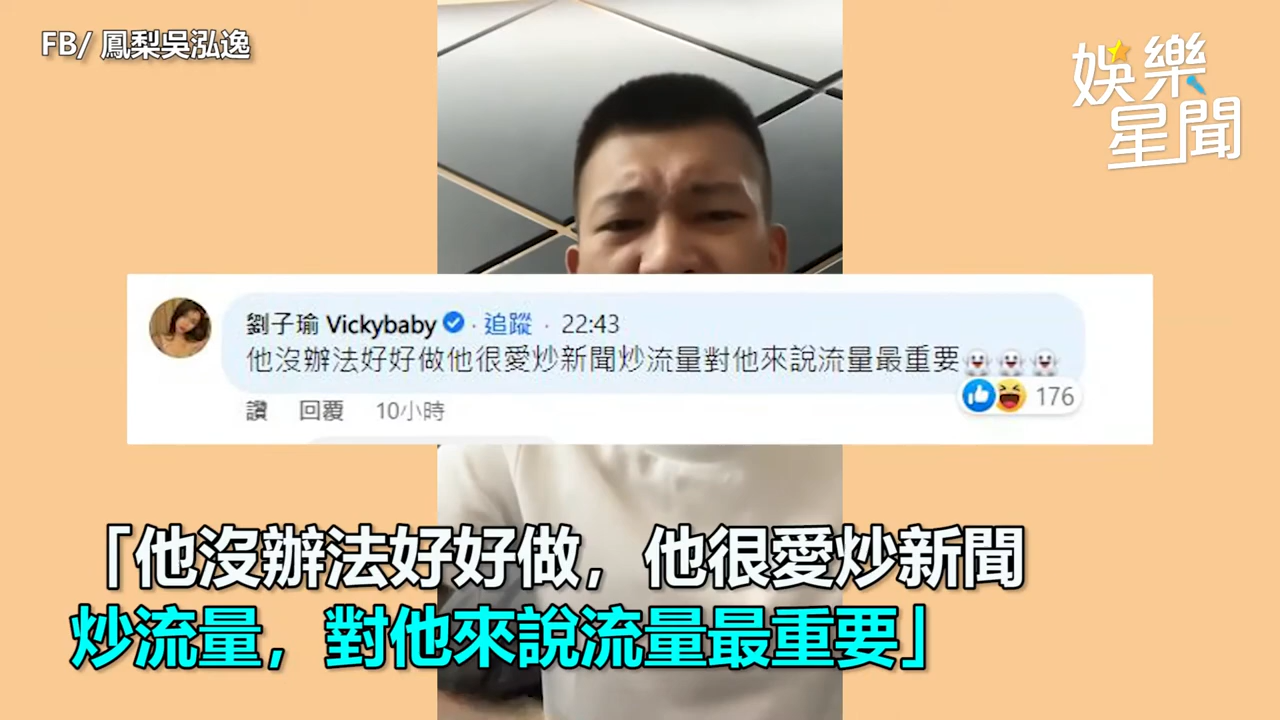 FB/ 鳳梨吳泓逸
娛樂
星聞
劉子瑜 Vickybaby · 追蹤 · 22:43
他沒辦法好好做他很愛炒新聞炒流量對他來說流量最重要👻👻👻
176
讚 回覆 10小時
「他沒辦法好好做，他很愛炒新聞
炒流量，對他來說流量最重要」